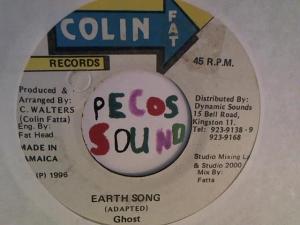 COLIN
FAT
RECORDS
45 R.P.M.
Produced &
Arranged By:
C. WALTERS
(Colin Fatta)
Eng. By:
Fat Head
MADE IN
JAMAICA
(P) 1996
PECOS
SOUND
Distributed By:
Dynamic Sounds
15 Bell Road,
Kingston 11.
Tel: 923-9138 - 9
923-9168
Studio Mixing L
& Studio 2000
Mix By:
Fatta
EARTH SONG
(ADAPTED)
Ghost